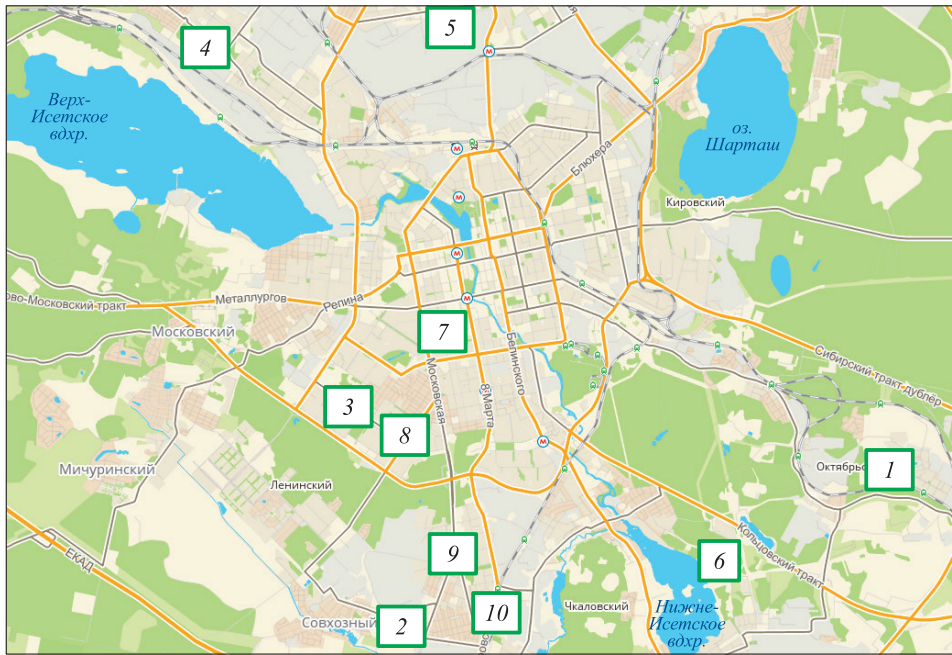 4
5
Верх-
Исетское
вдхр.
оз.
Шарташ
М
М
М
М
М
М
Блюхера
Кировский
ово-Московский тракт
Металлургов
Репина
Московский
7
Белинского
Московская
8 Марта
Сибирский тракт дублёр
3
8
Мичуринский
Ленинский
Октябрьс
1
ЕКАД
9
6
Кольцовский тракт
Совхозный
2
10
Чкаловский
Нижне-
Исетское
вдхр.